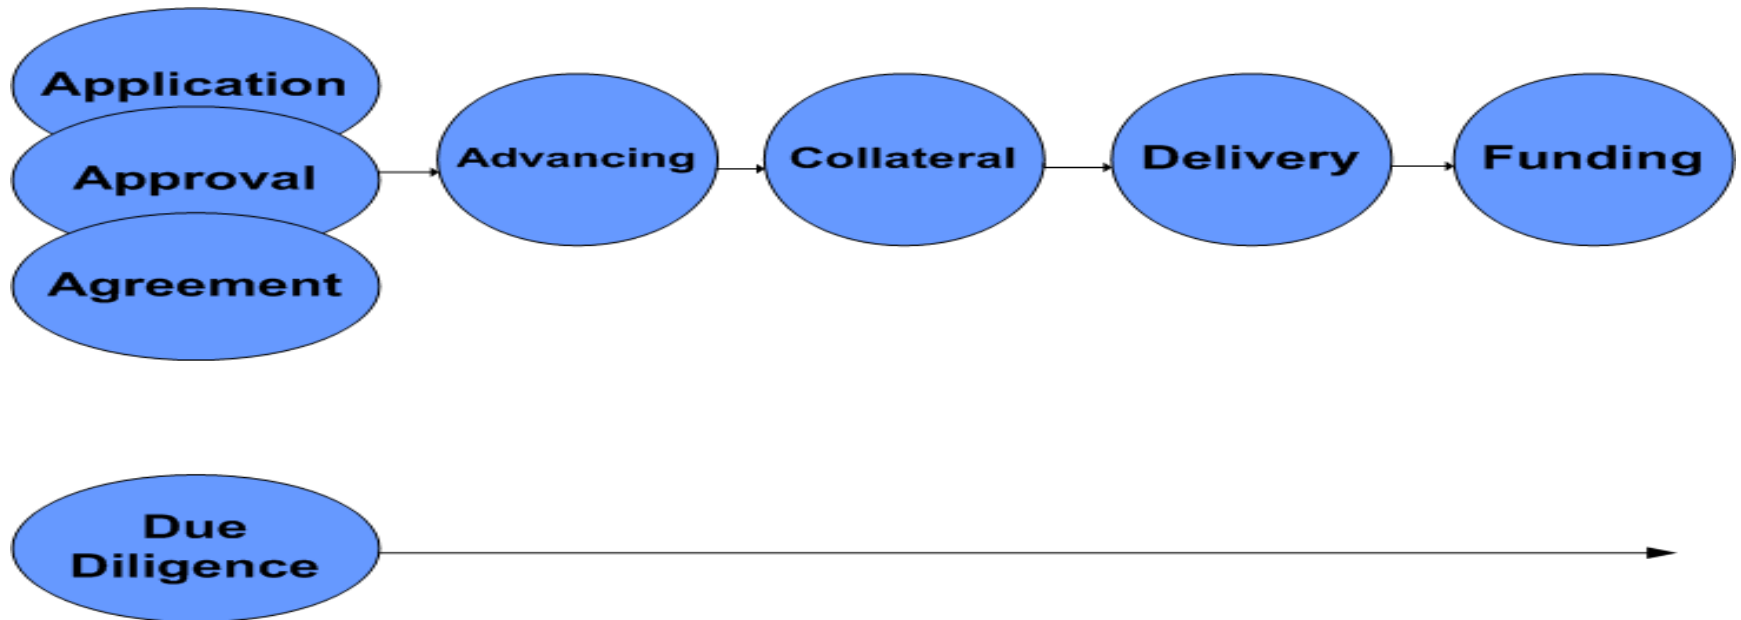 Application
Approval
Agreement
Advancing
Collateral
Delivery
Funding
Due
Diligence